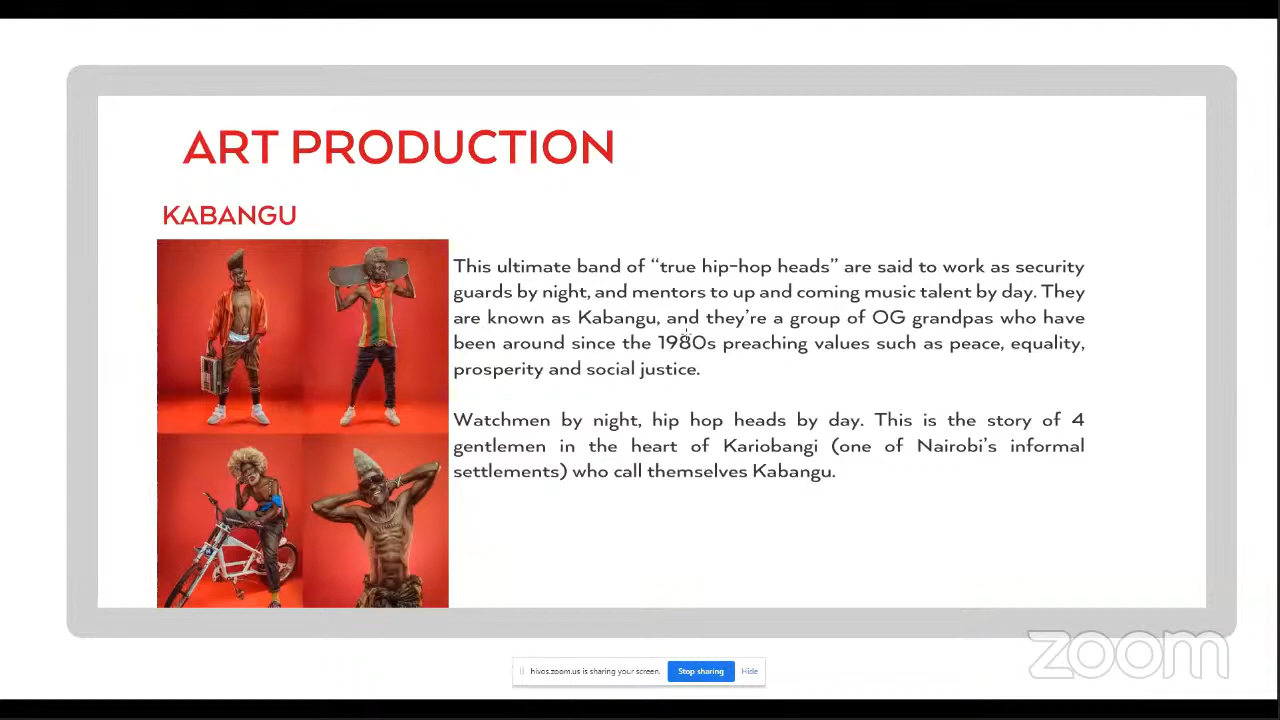 ART PRODUCTION
KABANGU
This ultimate band of “true hip-hop heads” are said to work as security
guards by night, and mentors to up and coming music talent by day. They
are known as Kabangu, and they’re a group of OG grandpas who have
been around since the 1980s preaching values such as peace, equality,
prosperity and social justice.
Watchmen by night, hip hop heads by day. This is the story of 4
gentlemen in the heart of Kariobangi (one of Nairobi’s informal
settlements) who call themselves Kabangu.
zoom
hivos.zoom.us is sharing your screen. Stop sharing Hide